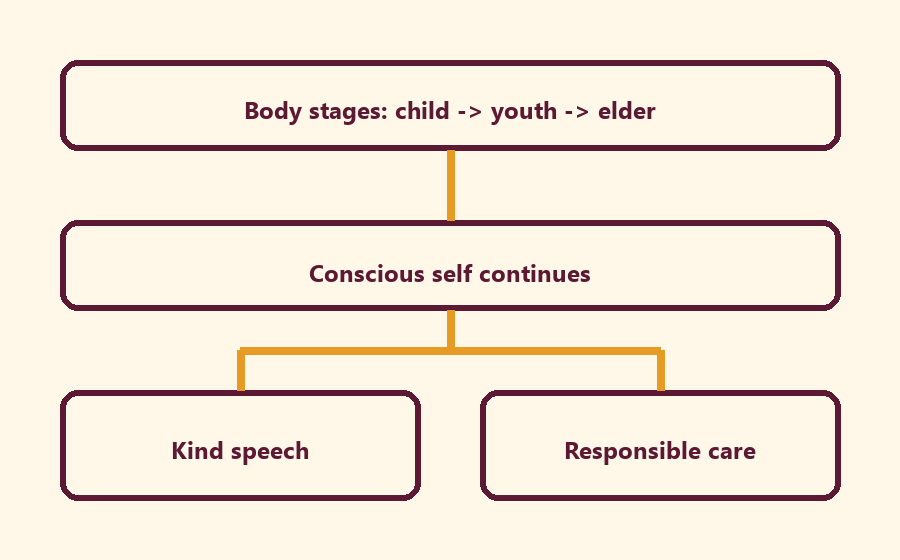 Body stages: child -> youth -> elder
Conscious self continues
Kind speech
Responsible care